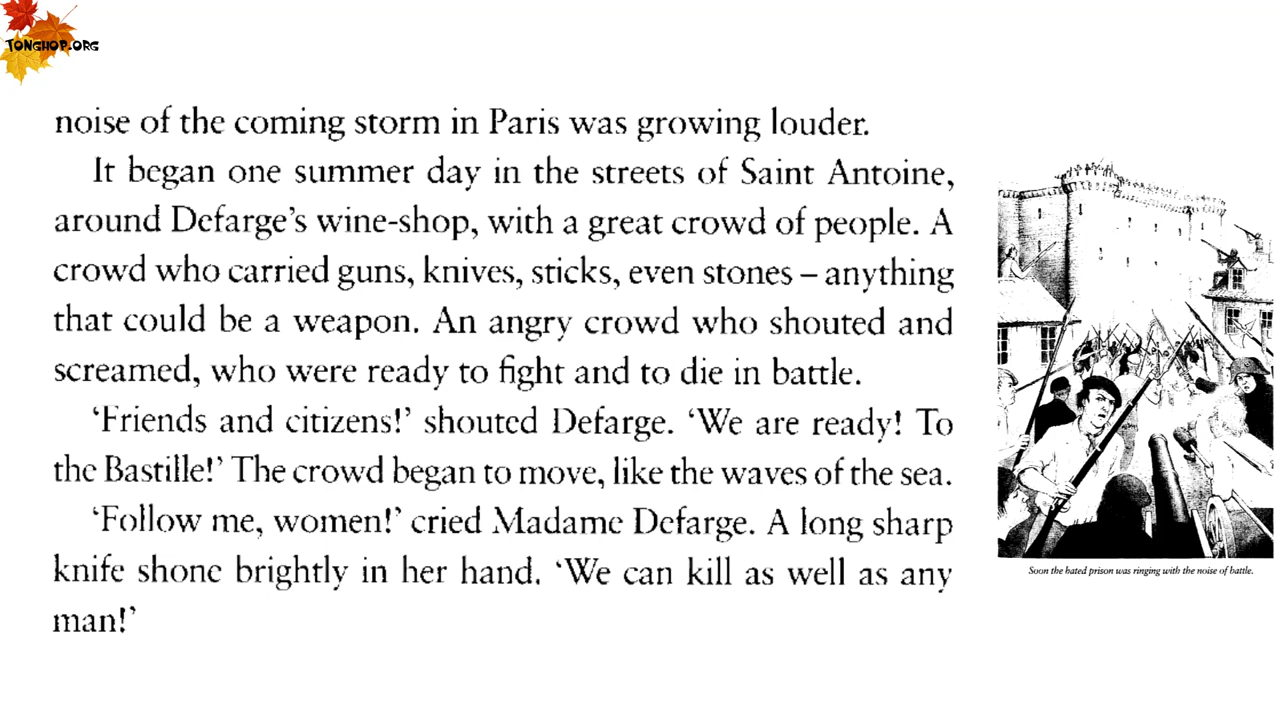 TONGHOP.ORG
noise of the coming storm in Paris was growing louder.
It began one summer day in the streets of Saint Antoine,
around Defarge’s wine-shop, with a great crowd of people. A
crowd who carried guns, knives, sticks, even stones – anything
that could be a weapon. An angry crowd who shouted and
screamed, who were ready to fight and to die in battle.
‘Friends and citizens!’ shouted Defarge. ‘We are ready! To
the Bastille!’ The crowd began to move, like the waves of the sea.
‘Follow me, women!’ cried Madame Defarge. A long sharp
knife shone brightly in her hand. ‘We can kill as well as any
man!’
Soon the hated prison was ringing with the noise of battle.